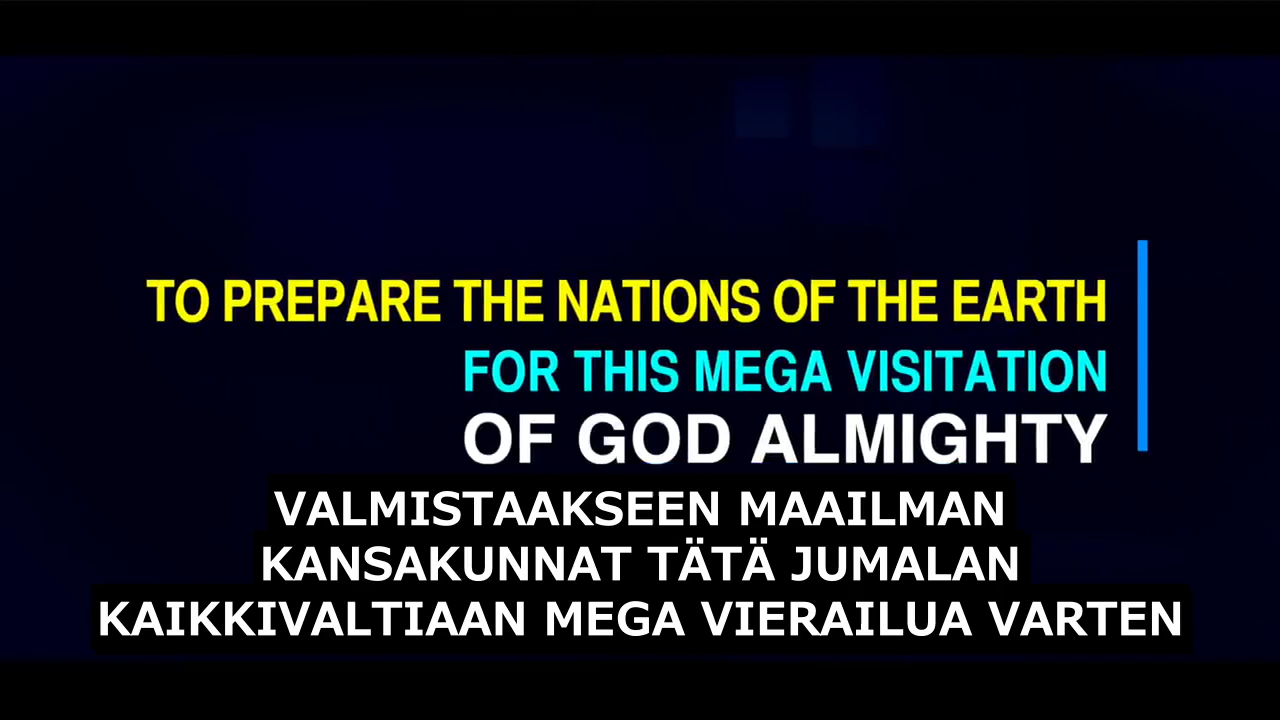 TO PREPARE THE NATIONS OF THE EARTH
FOR THIS MEGA VISITATION
OF GOD ALMIGHTY
VALMISTAAKSEEN MAAILMAN
KANSAKUNNAT TÄTÄ JUMALAN
KAIKKIVALTIAAN MEGA VIERAILUA VARTEN